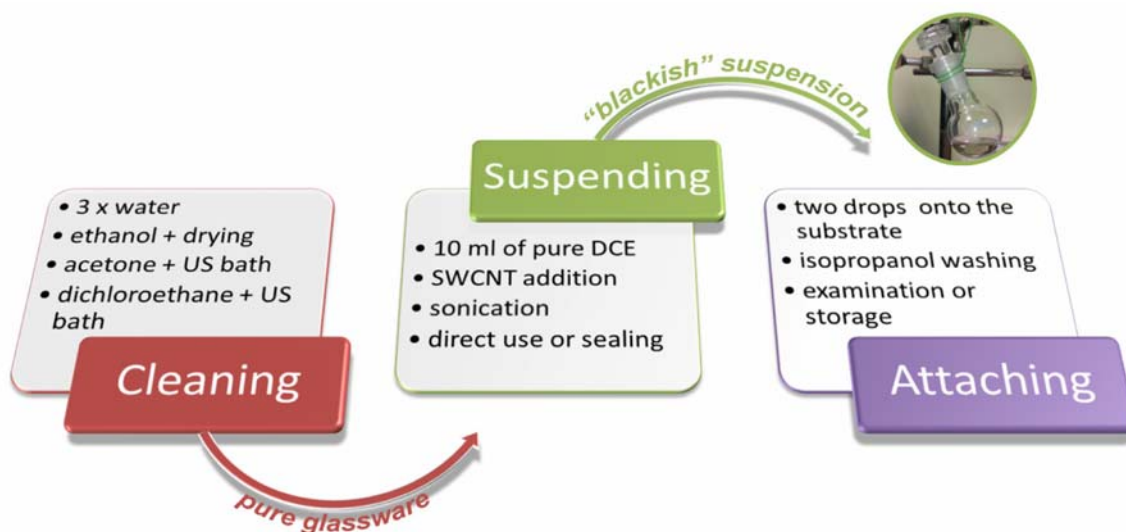 • 3 x water
• ethanol + drying
• acetone + US bath
• dichloroethane + US
bath
Cleaning
pure glassware
Suspending
• 10 ml of pure DCE
• SWCNT addition
• sonication
• direct use or sealing
“blackish” suspension
• two drops onto the
substrate
• isopropanol washing
• examination or
storage
Attaching